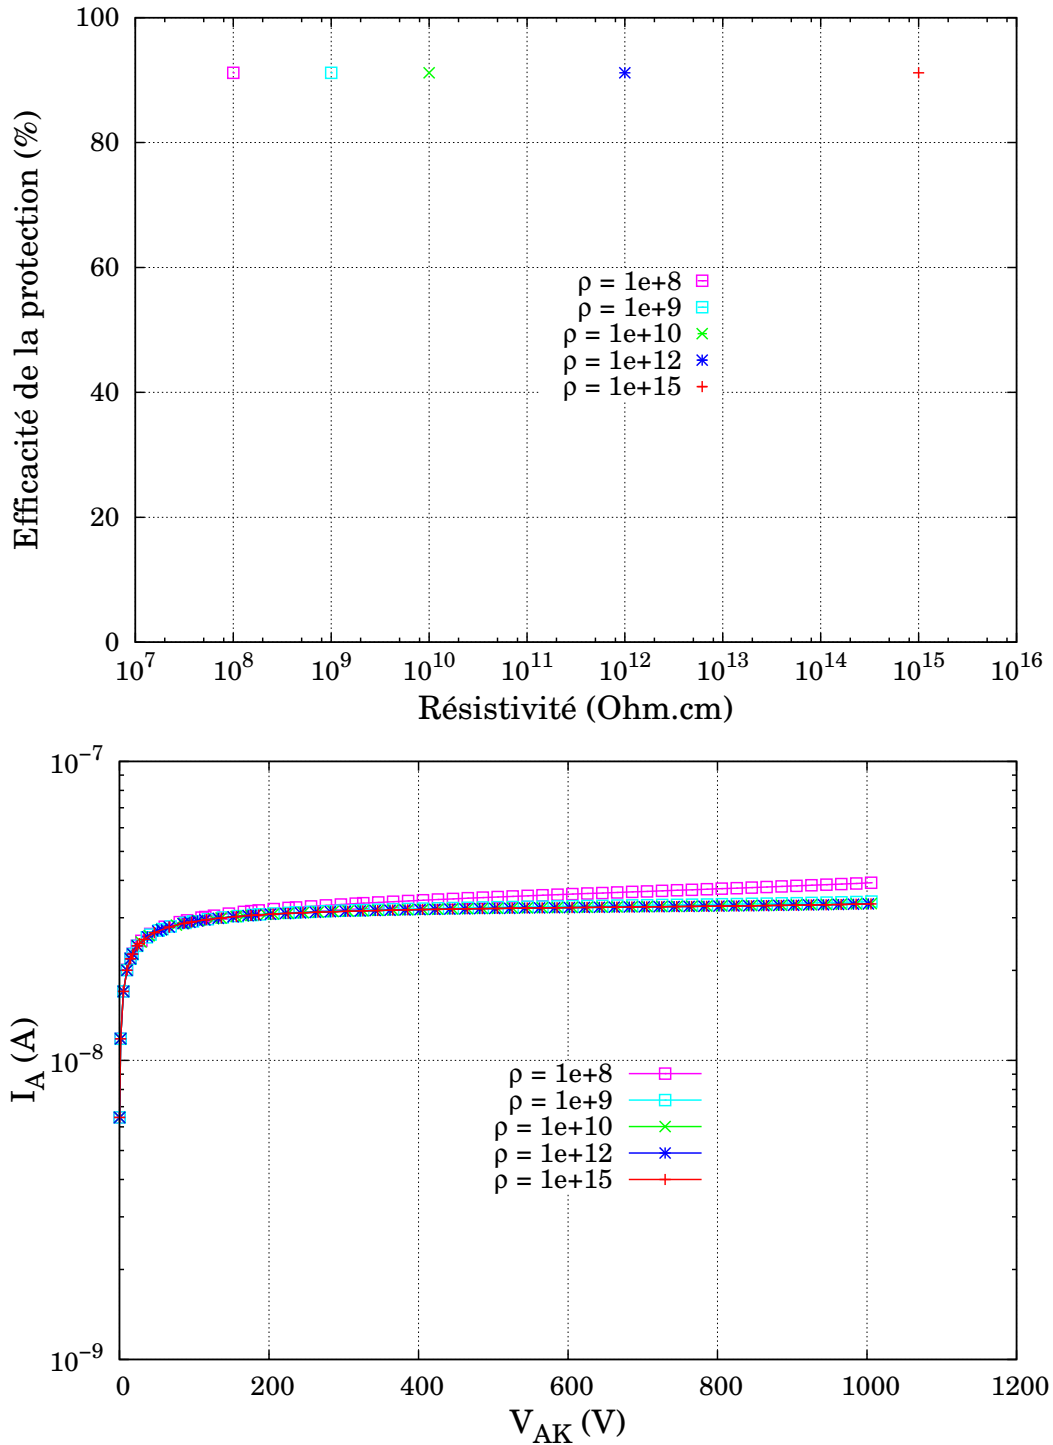 100
80
60
40
20
0
Efficacité de la protection (%)
ρ = 1e+8
ρ = 1e+9
ρ = 1e+10
ρ = 1e+12
ρ = 1e+15
10^7 10^8 10^9 10^10 10^11 10^12 10^13 10^14 10^15 10^16
Résistivité (Ohm.cm)
10^-7
10^-8
10^-9
I_A (A)
ρ = 1e+8
ρ = 1e+9
ρ = 1e+10
ρ = 1e+12
ρ = 1e+15
0 200 400 600 800 1000 1200
V_AK (V)